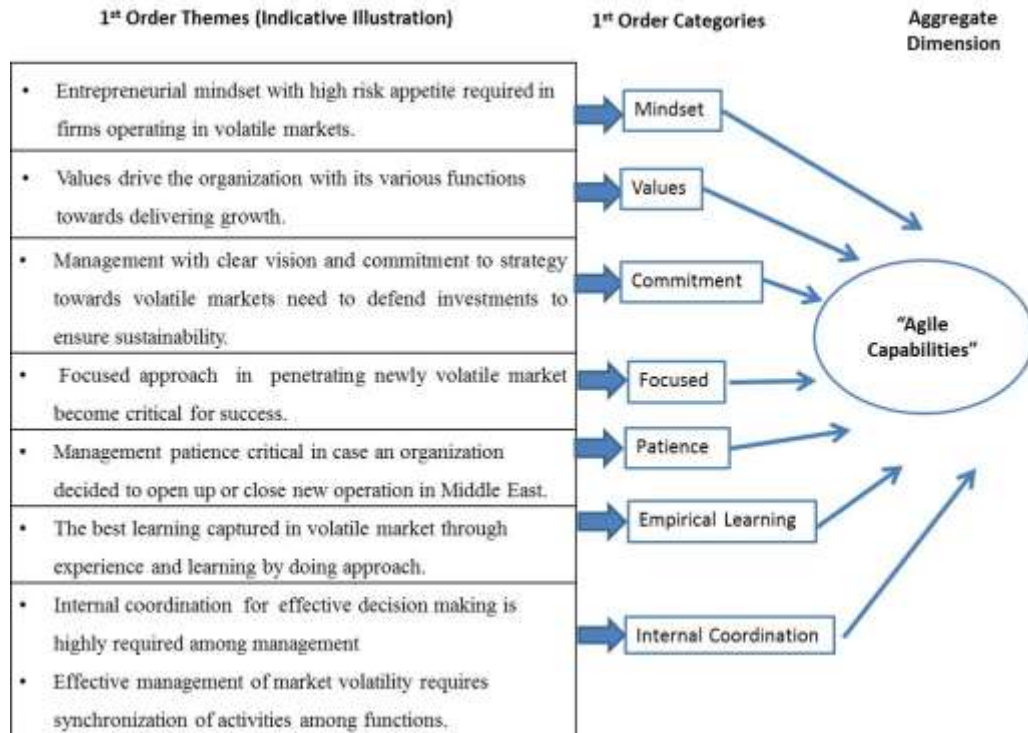 1st Order Themes (Indicative Illustration)
1st Order Categories
Aggregate
Dimension
• Entrepreneurial mindset with high risk appetite required in
firms operating in volatile markets.
Mindset
• Values drive the organization with its various functions
towards delivering growth.
Values
• Management with clear vision and commitment to strategy
towards volatile markets need to defend investments to
ensure sustainability.
Commitment
• Focused approach in penetrating newly volatile market
become critical for success.
Focused
• Management patience critical in case an organization
decided to open up or close new operation in Middle East.
Patience
• The best learning captured in volatile market through
experience and learning by doing approach.
Empirical Learning
• Internal coordination for effective decision making is
highly required among management
• Effective management of market volatility requires
synchronization of activities among functions.
Internal Coordination
“Agile
Capabilities”